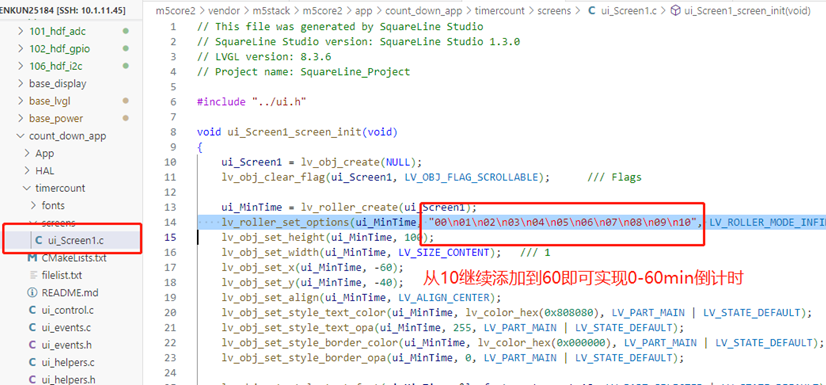 ENKUN25184 [SSH: 10.1.11.45]
101_hdf_adc
102_hdf_gpio
106_hdf_i2c
base_display
base_lvgl
base_power
count_down_app
App
HAL
timercount
fonts
screens
C ui_Screen1.c
CMakeLists.txt
filelist.txt
README.md
C ui_control.c
C ui_events.c
C ui_events.h
C ui_helpers.c
C ui_helpers.h
m5core2 > vendor > m5stack > m5core2 > app > count_down_app > timercount > screens > C ui_Screen1.c > ui_Screen1_screen_init(void)
1 // This file was generated by SquareLine Studio
2 // SquareLine Studio version: SquareLine Studio 1.3.0
3 // LVGL version: 8.3.6
4 // Project name: SquareLine_Project
5
6 #include "../ui.h"
7
8 void ui_Screen1_screen_init(void)
9 {
10 ui_Screen1 = lv_obj_create(NULL);
11 lv_obj_clear_flag(ui_Screen1, LV_OBJ_FLAG_SCROLLABLE); /// Flags
12
13 ui_MinTime = lv_roller_create(ui_Screen1);
14 lv_roller_set_options(ui_MinTime, "00\n01\n02\n03\n04\n05\n06\n07\n08\n09\n10", LV_ROLLER_MODE_INFI
15 lv_obj_set_height(ui_MinTime, 100);
16 lv_obj_set_width(ui_MinTime, LV_SIZE_CONTENT); /// 1
17 lv_obj_set_x(ui_MinTime, -60);
18 lv_obj_set_y(ui_MinTime, -40);
从10继续添加到60即可实现0-60min倒计时
19 lv_obj_set_align(ui_MinTime, LV_ALIGN_CENTER);
20 lv_obj_set_style_text_color(ui_MinTime, lv_color_hex(0x808080), LV_PART_MAIN | LV_STATE_DEFAULT);
21 lv_obj_set_style_text_opa(ui_MinTime, 255, LV_PART_MAIN | LV_STATE_DEFAULT);
22 lv_obj_set_style_border_color(ui_MinTime, lv_color_hex(0x000000), LV_PART_MAIN | LV_STATE_DEFAULT);
23 lv_obj_set_style_border_opa(ui_MinTime, 0, LV_PART_MAIN | LV_STATE_DEFAULT);
24